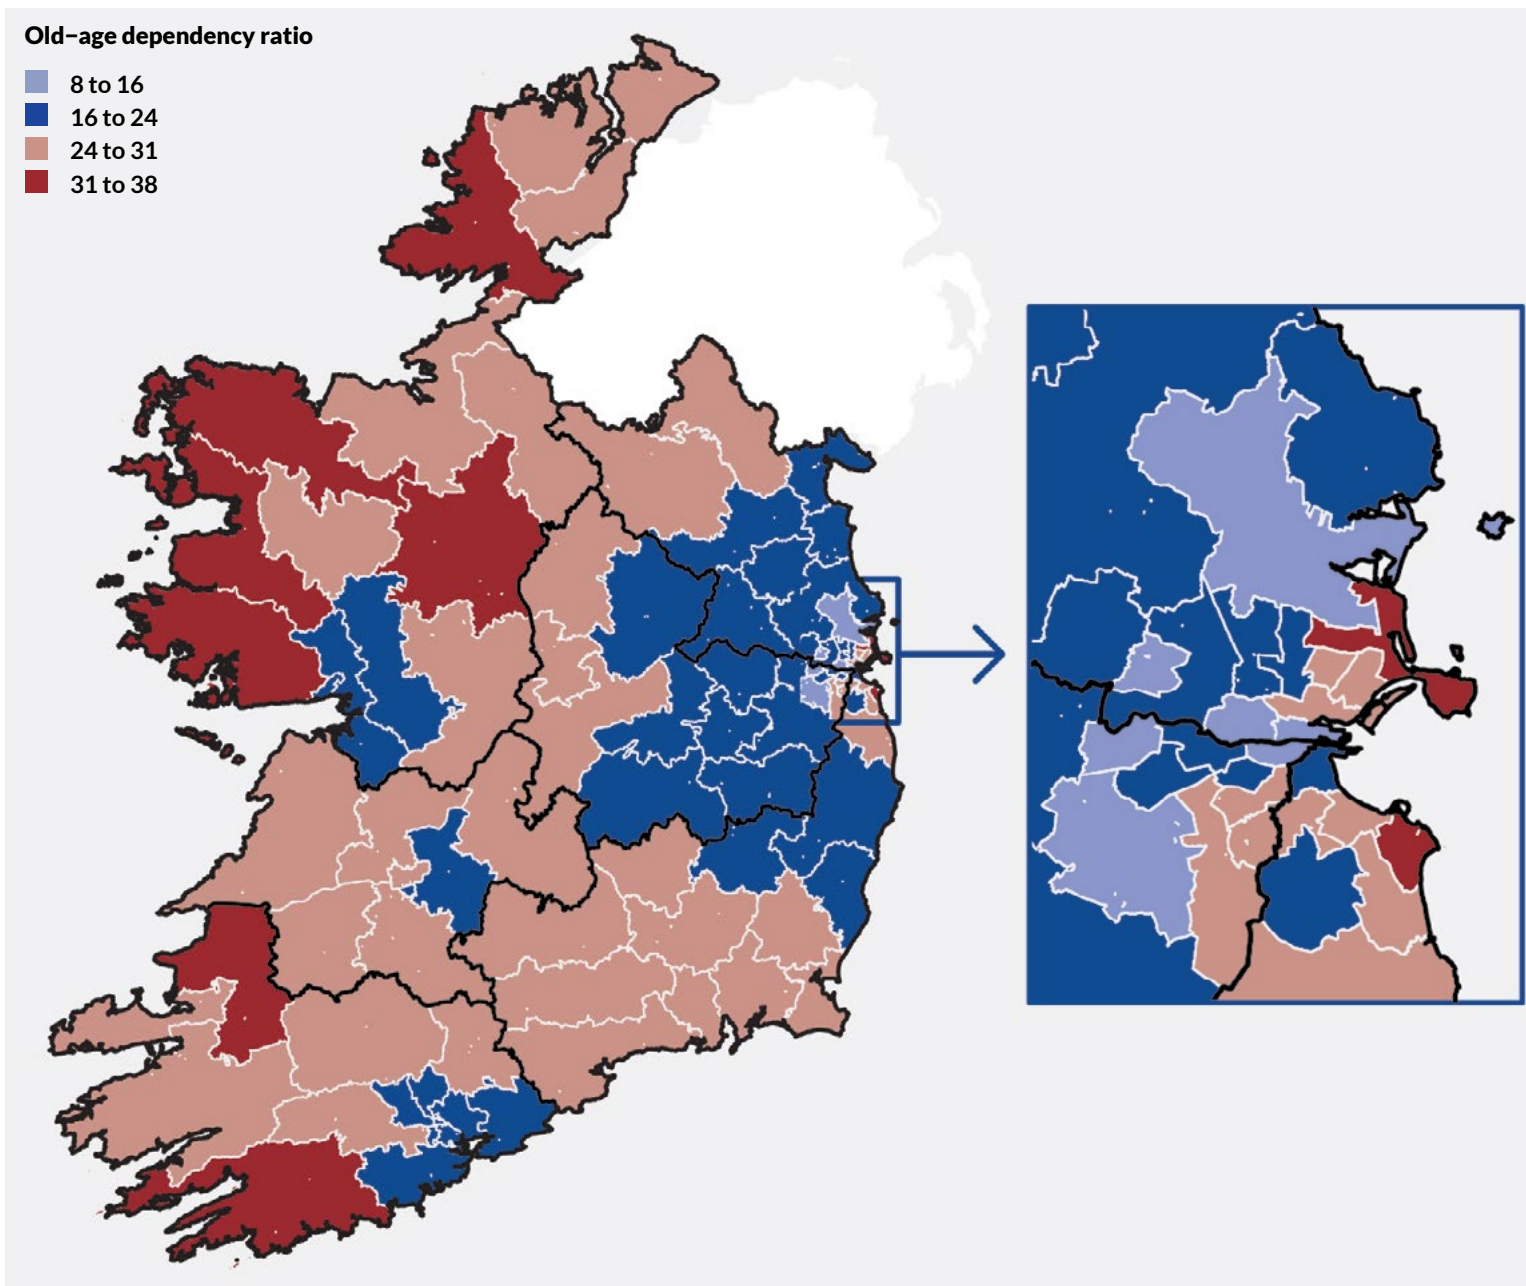 Old–age dependency ratio
8 to 16
16 to 24
24 to 31
31 to 38